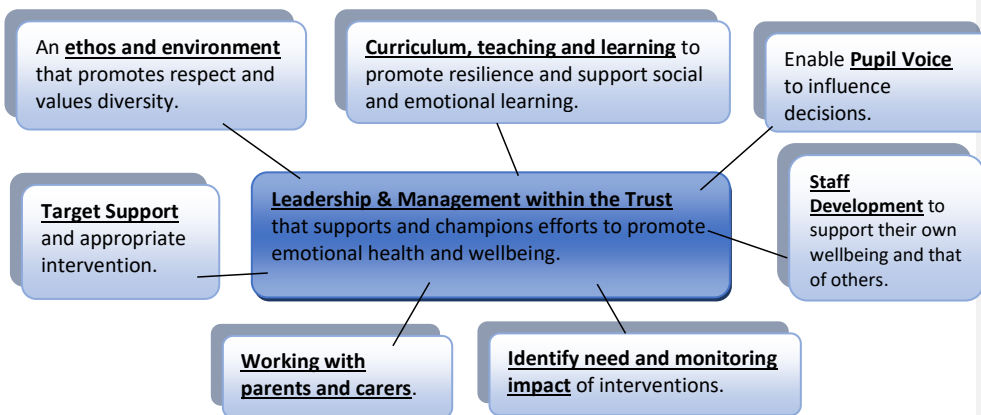 An ethos and environment
that promotes respect and
values diversity.
Curriculum, teaching and learning to
promote resilience and support social
and emotional learning.
Enable Pupil Voice
to influence
decisions.
Target Support
and appropriate
intervention.
Leadership & Management within the Trust
that supports and champions efforts to promote
emotional health and wellbeing.
Staff
Development to
support their own
wellbeing and that
of others.
Working with
parents and carers.
Identify need and monitoring
impact of interventions.